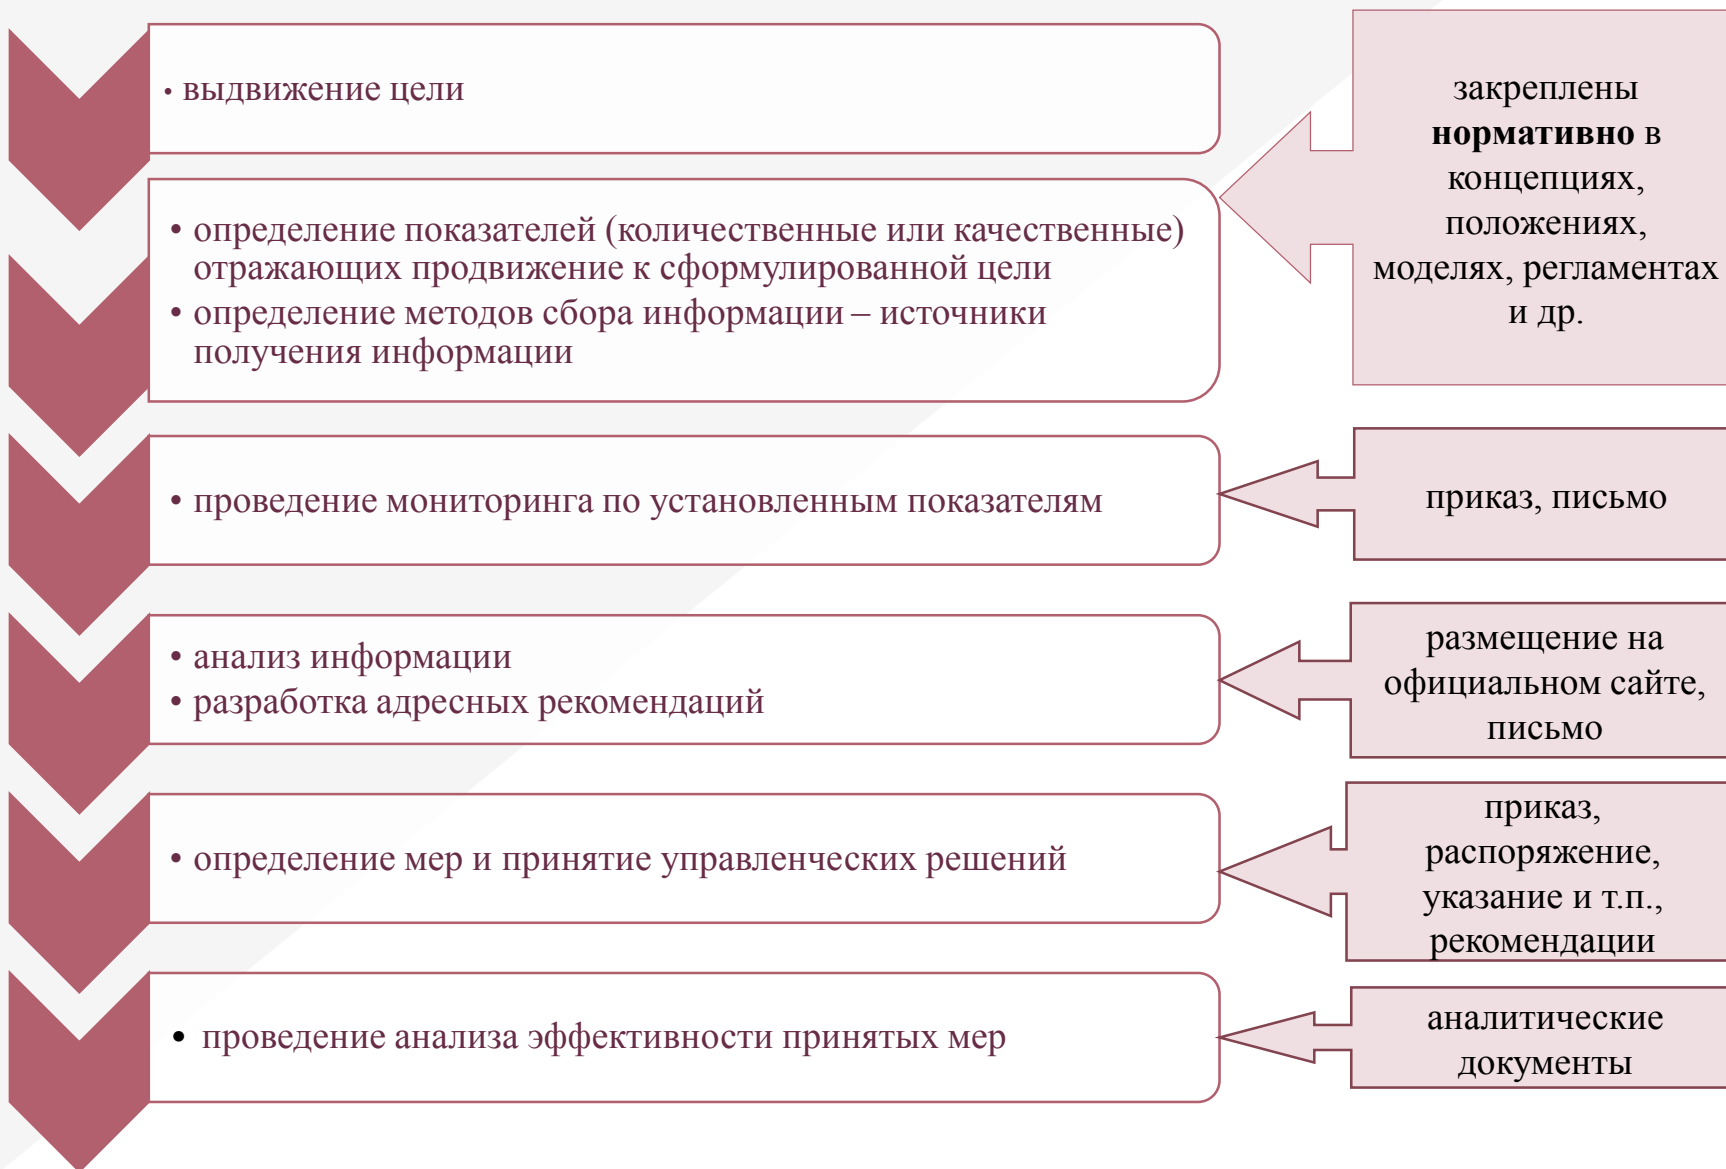 • выдвижение цели
закреплены
нормативно в
концепциях,
положениях,
моделях, регламентах
и др.
• определение показателей (количественные или качественные)
отражающих продвижение к сформулированной цели
• определение методов сбора информации – источники
получения информации
• проведение мониторинга по установленным показателям
приказ, письмо
• анализ информации
• разработка адресных рекомендаций
размещение на
официальном сайте,
письмо
• определение мер и принятие управленческих решений
приказ,
распоряжение,
указание и т.п.,
рекомендации
• проведение анализа эффективности принятых мер
аналитические
документы